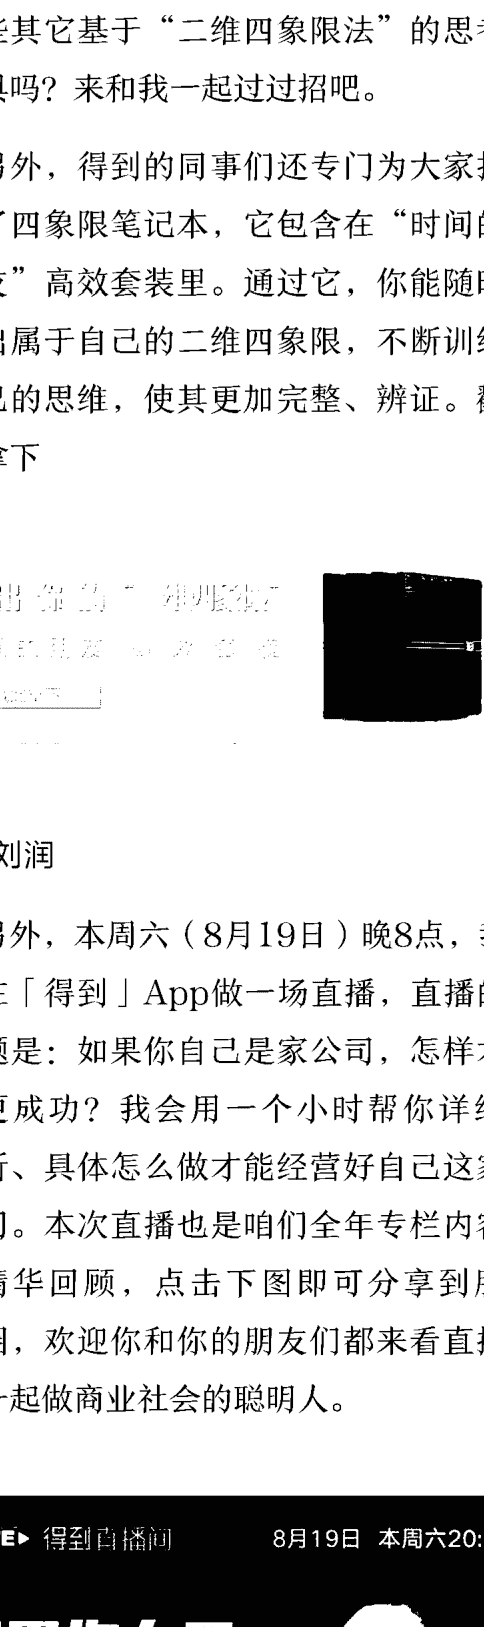 其它基于“二维四象限法”的思
吗？来和我一起过过招吧。
外，得到的同事们还专门为大家
四象限笔记本，它包含在“时间的
”高效套装里。通过它，你能随时
属于自己的二维四象限，不断训练
的思维，使其更加完整、辨证。
拿下
刘润
另外，本周六（8月19日）晚8点，
在「得到」App做一场直播，直播的
题是：如果你自己是家公司，怎样才
更成功？我会用一个小时帮你详细
析、具体怎么做才能经营好自己这家
司。本次直播也是咱们全年专栏内容
精华回顾，点击下图即可分享到朋
圈，欢迎你和你的朋友们都来看直播
一起做商业社会的聪明人。
得到直播间 8月19日 本周六20: